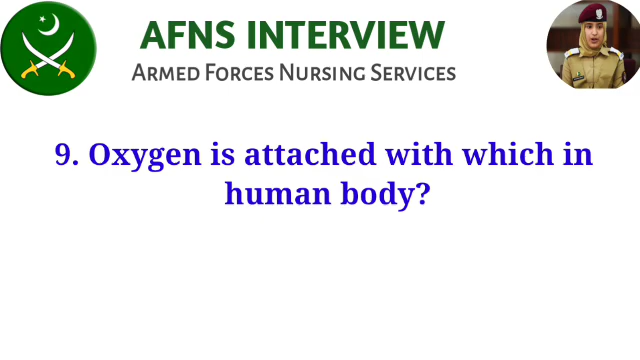 AFNS INTERVIEW
Armed Forces Nursing Services
9. Oxygen is attached with which in
human body?